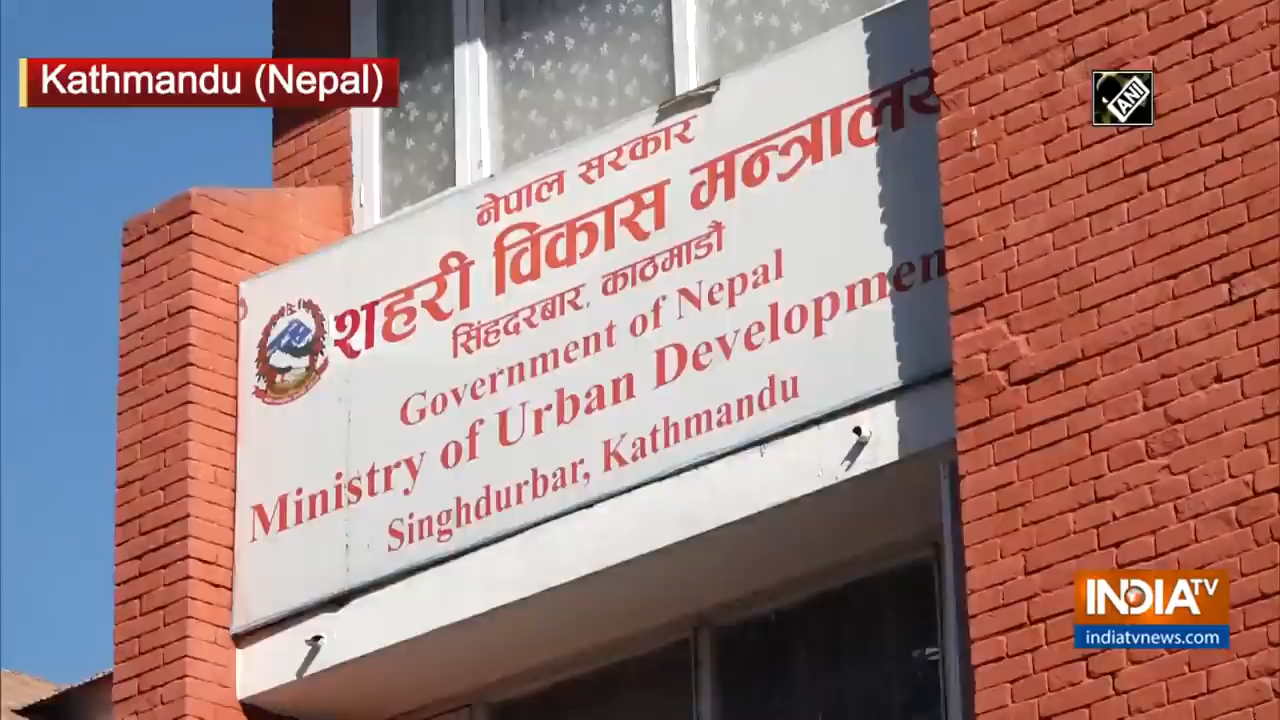 Kathmandu (Nepal)
ANI
नेपाल सरकार
शहरी विकास मन्त्रालय
सिंहदरबार, काठमाडौं
Government of Nepal
Ministry of Urban Development
Singhdurbar, Kathmandu
INDIA TV
indiatvnews.com